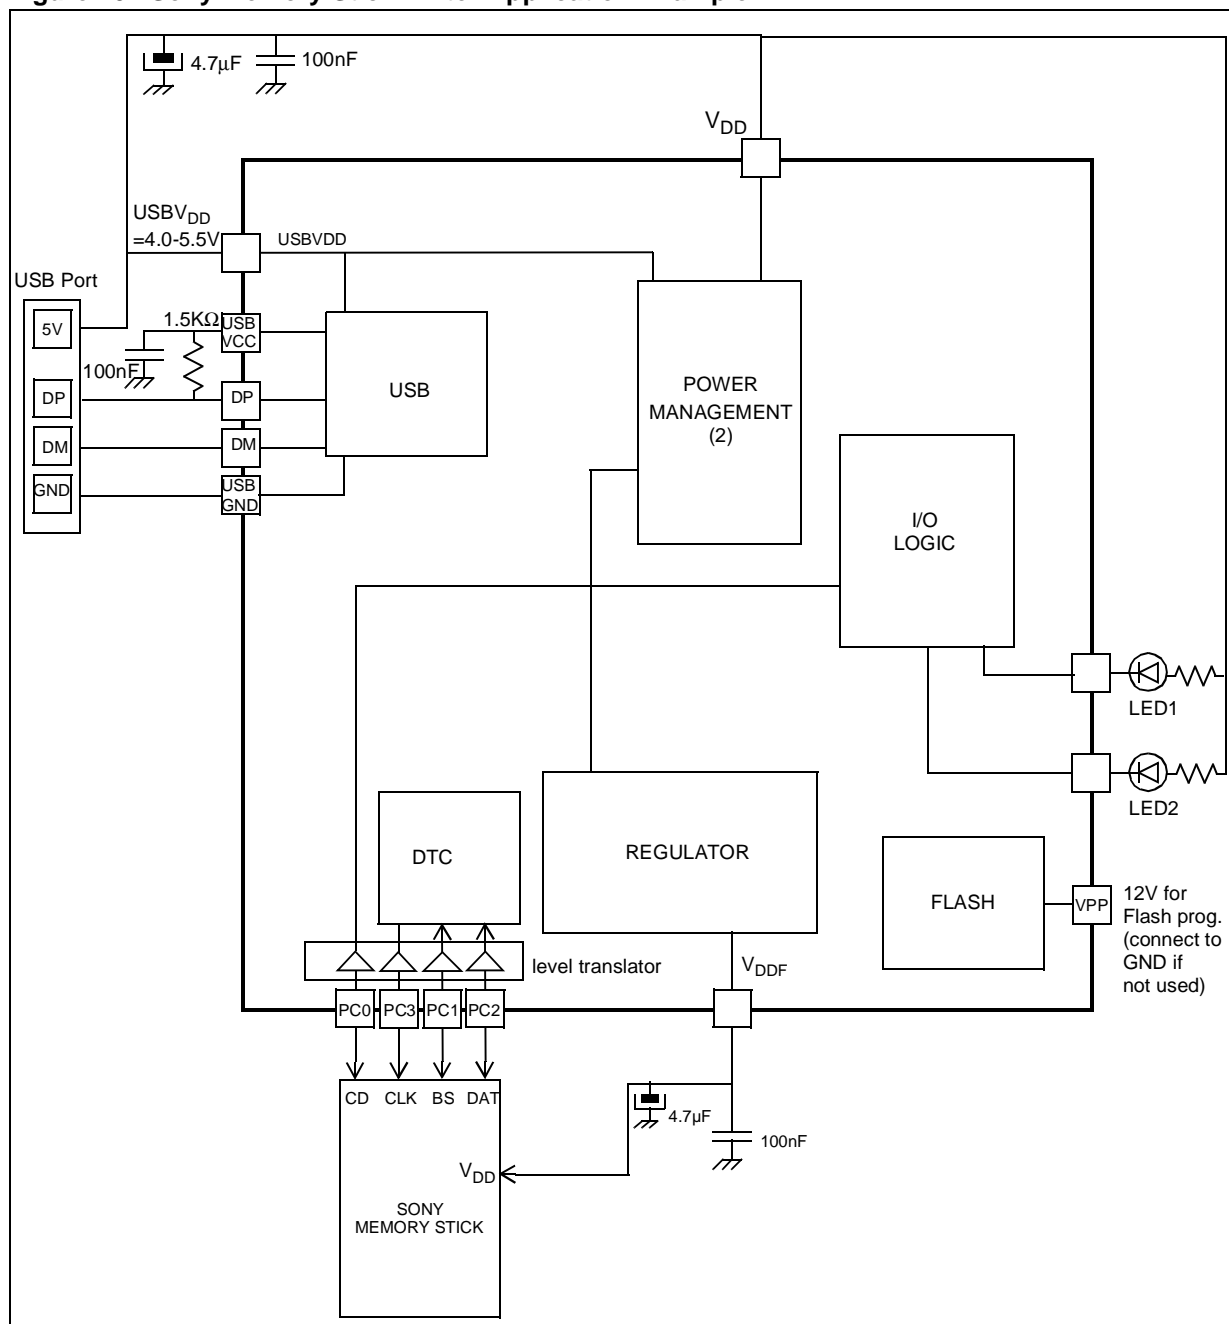 4.7μF
100nF
VDD
USBVDD
=4.0-5.5V
USBVDD
USB Port
5V
1.5KΩ
USB
VCC
100nF
DP
DP
DM
DM
GND
USB
GND
USB
POWER
MANAGEMENT
(2)
I/O
LOGIC
LED1
LED2
DTC
REGULATOR
FLASH
VPP
12V for
Flash prog.
(connect to
GND if
not used)
level translator
VDDF
PC0
PC3
PC1
PC2
CD
CLK
BS
DAT
4.7μF
100nF
VDD
SONY
MEMORY STICK